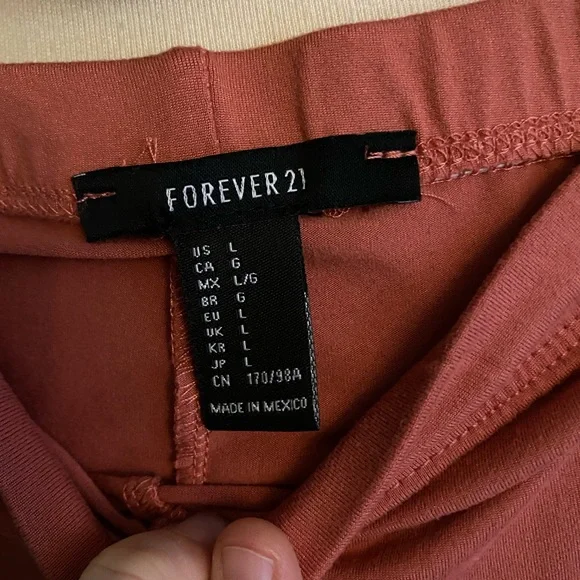 FOREVER 21
US L
CA G
MX L/G
BR G
EU L
UK L
KR L
JP L
CN 170/98A
MADE IN MEXICO